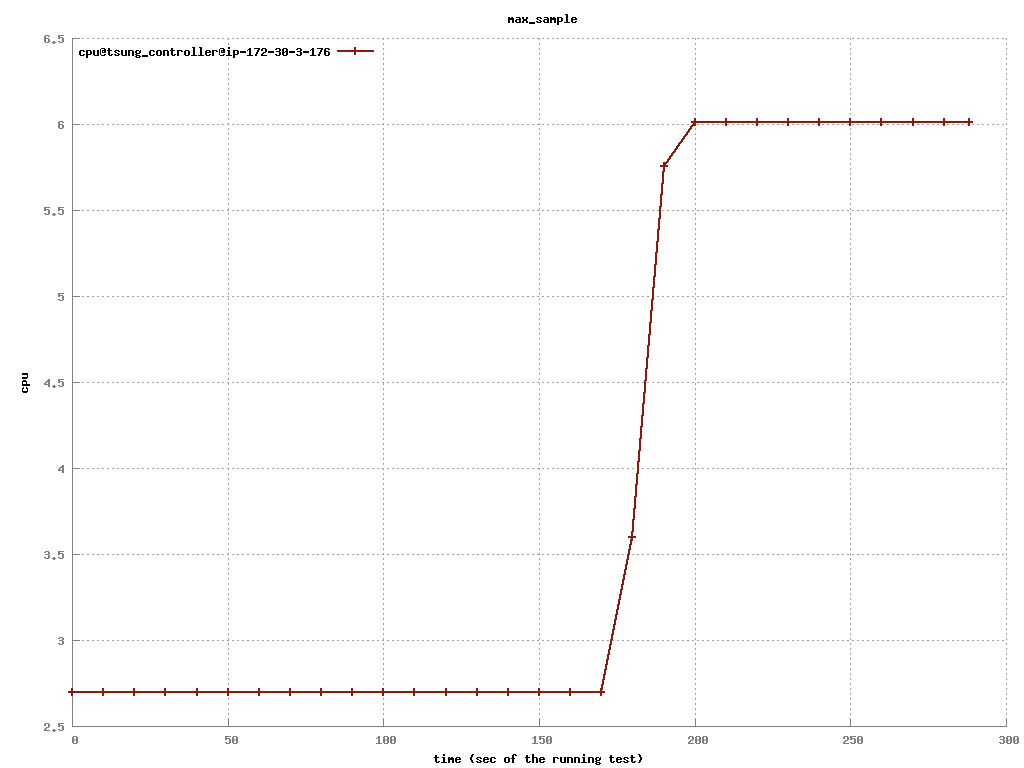 max_sample
6.5
cpu@tsung_controller@ip-172-30-3-176
6
5.5
5
cpu
4.5
4
3.5
3
2.5
0 50 100 150 200 250 300
time (sec of the running test)